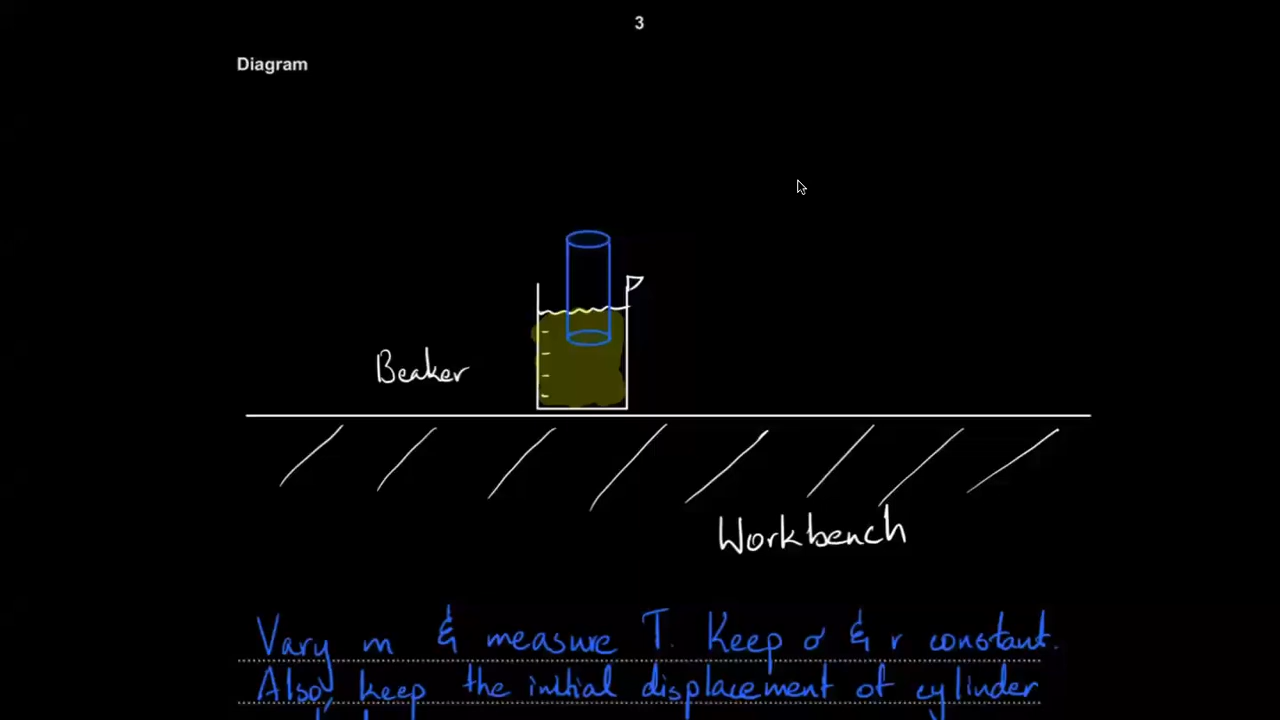 3
Diagram
Beaker
Workbench
Vary m & measure T. Keep σ & r constant.
Also, keep the initial displacement of cylinder